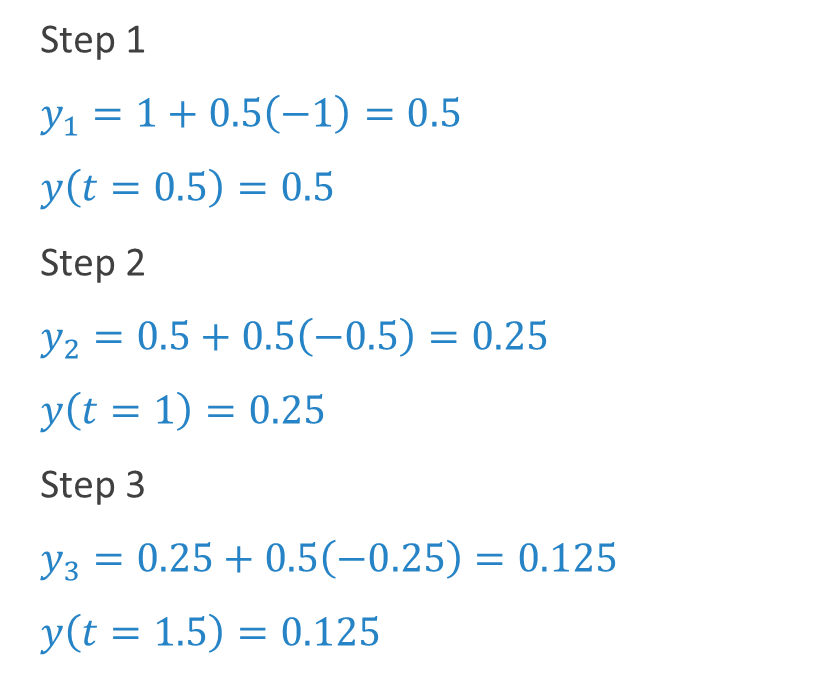 Step 1
y₁ = 1 + 0.5(−1) = 0.5
y(t = 0.5) = 0.5
Step 2
y₂ = 0.5 + 0.5(−0.5) = 0.25
y(t = 1) = 0.25
Step 3
y₃ = 0.25 + 0.5(−0.25) = 0.125
y(t = 1.5) = 0.125